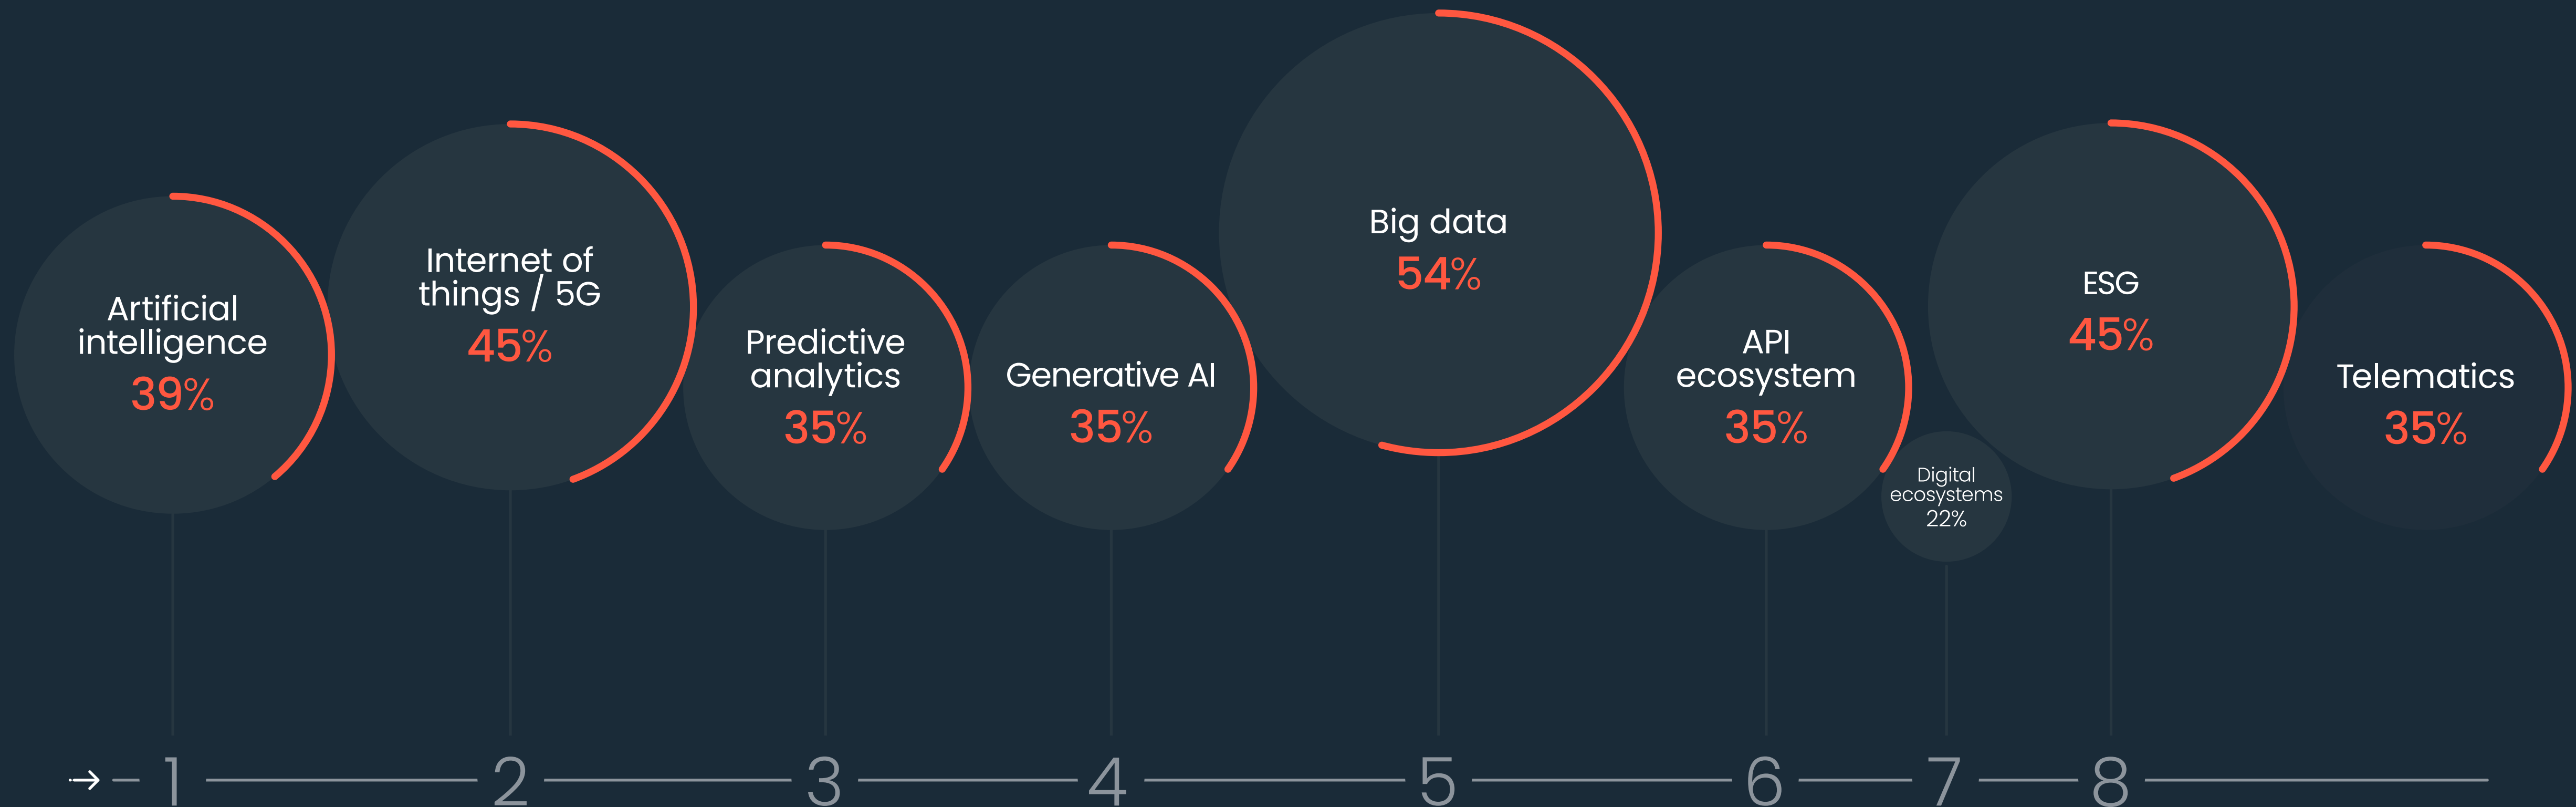 Artificial
intelligence
39%
Internet of
things / 5G
45%
Predictive
analytics
35%
Generative AI
35%
Big data
54%
API
ecosystem
35%
Digital
ecosystems
22%
ESG
45%
Telematics
35%
1 2 3 4 5 6 7 8